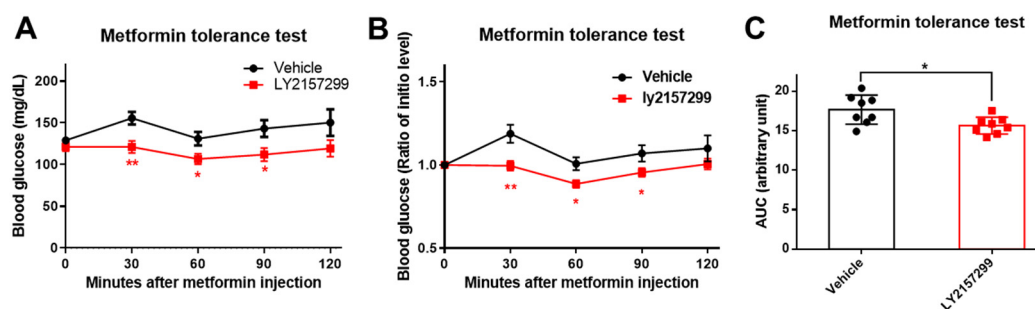 A
Metformin tolerance test
Vehicle
LY2157299
Blood glucose (mg/dL)
200
150
100
50
0
** * *
0 30 60 90 120
Minutes after metformin injection
B
Metformin tolerance test
Vehicle
ly2157299
Blood gluocse (Ratio of initio level)
1.5
1.0
0.5
** * *
0 30 60 90 120
Minutes after metformin injection
C
Metformin tolerance test
*
AUC (arbitrary unit)
20
15
10
5
0
Vehicle
LY2157299